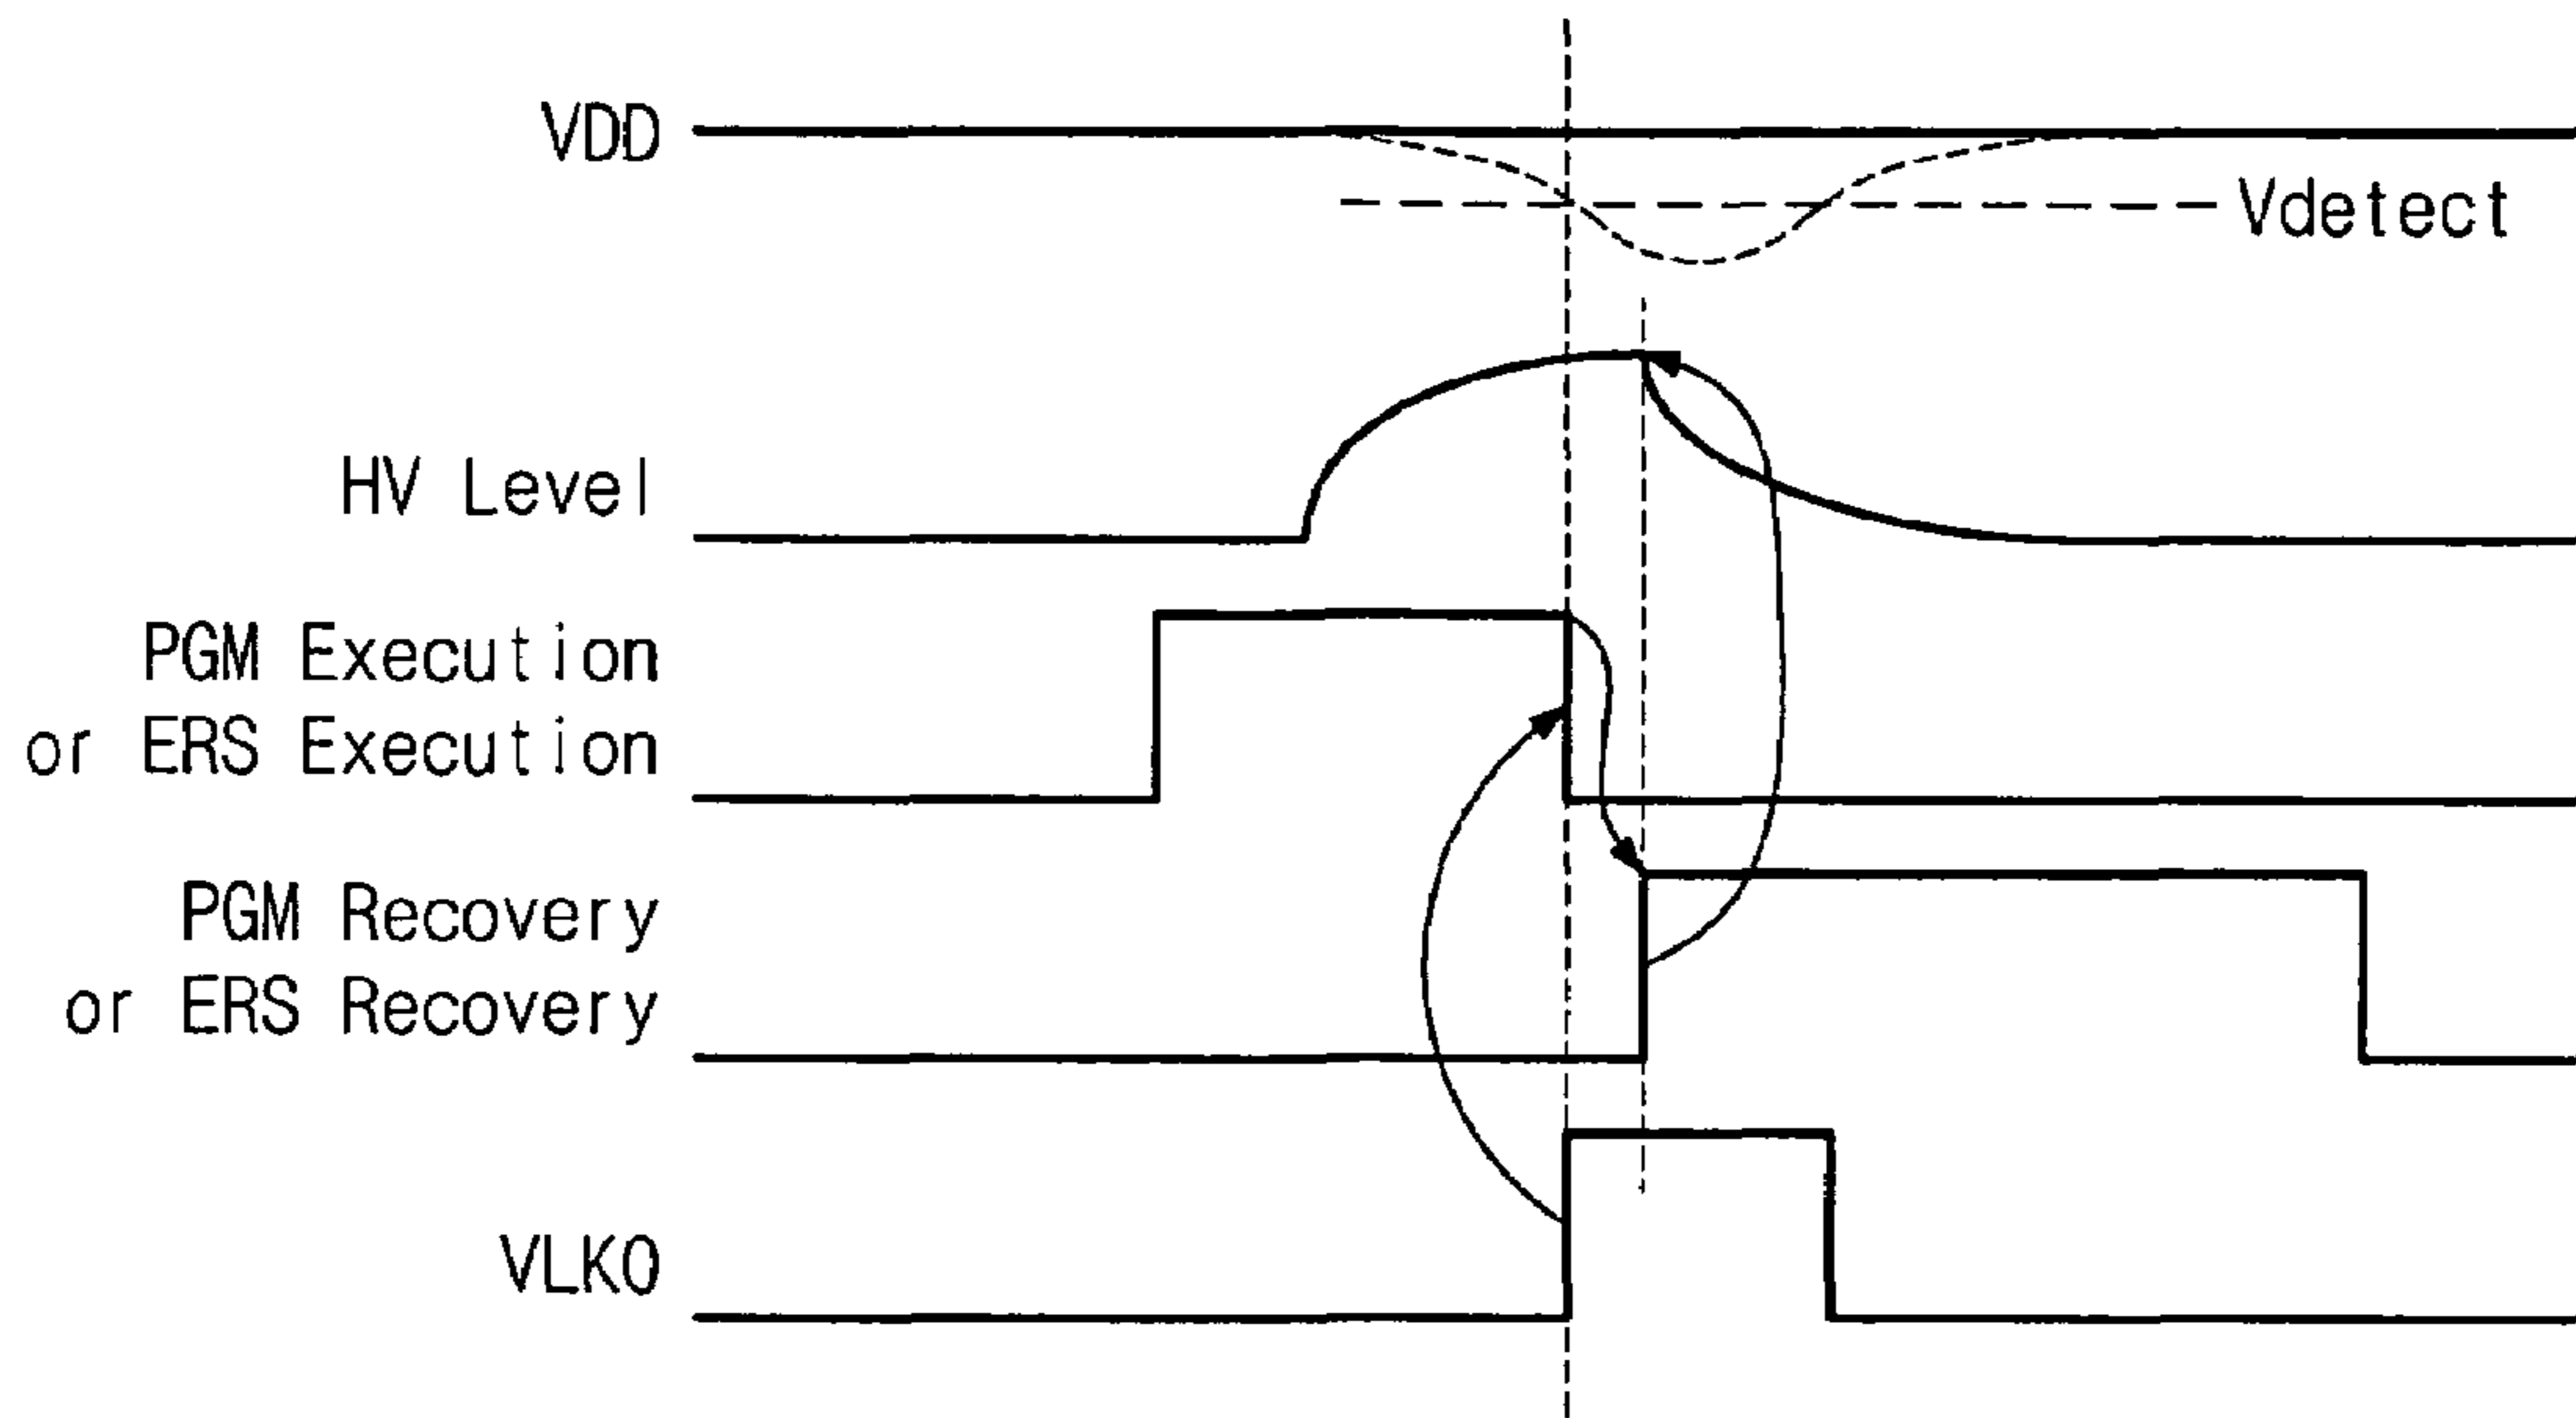 VDD
Vdetect
HV Level
PGM Execution
or ERS Execution
PGM Recovery
or ERS Recovery
VLKO